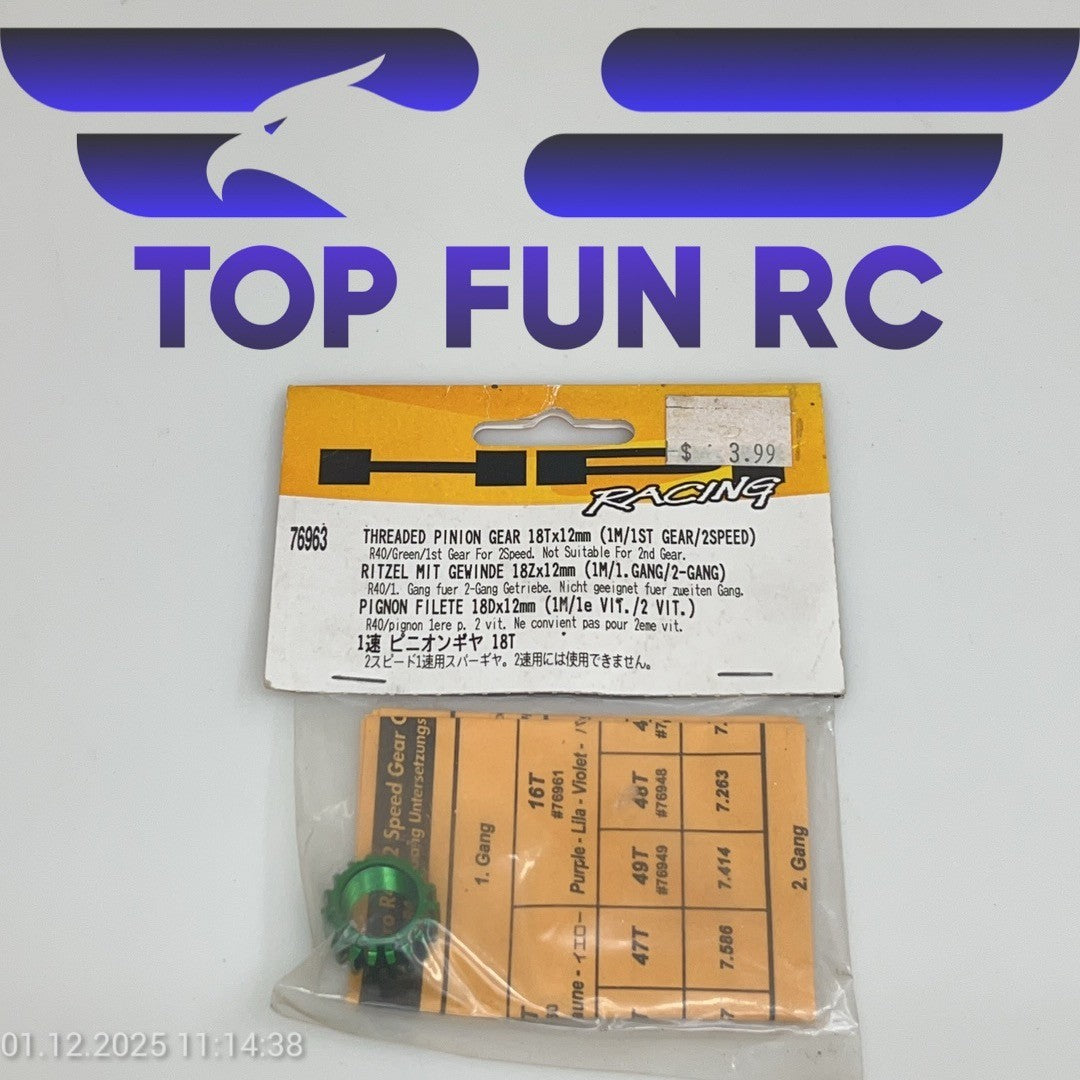 TOP FUN RC
$ 3.99
RACING
76963
THREADED PINION GEAR 18Tx12mm (1M/1ST GEAR/2SPEED)
R40/Green/1st Gear For 2Speed. Not Suitable For 2nd Gear.
RITZEL MIT GEWINDE 18Zx12mm (1M/1.GANG/2-GANG)
R40/1. Gang fuer 2-Gang Getriebe. Nicht geeignet fuer zweiten Gang.
PIGNON FILETE 18Dx12mm (1M/1e VIT./2 VIT.)
R40/pignon 1ere p. 2 vit. Ne convient pas pour 2eme vit.
1速 ピニオンギヤ 18T
2スピード1速用スパーギヤ。2速用には使用できません。
2 Speed Gear
Untersetzungs
1. Gang
16T
#76961
Purple - Lila - Violet -
aune - イエロー
48T
#76948
49T
#76949
47T
7.263
7.414
7.586
2. Gang
01.12.2025 11:14:38